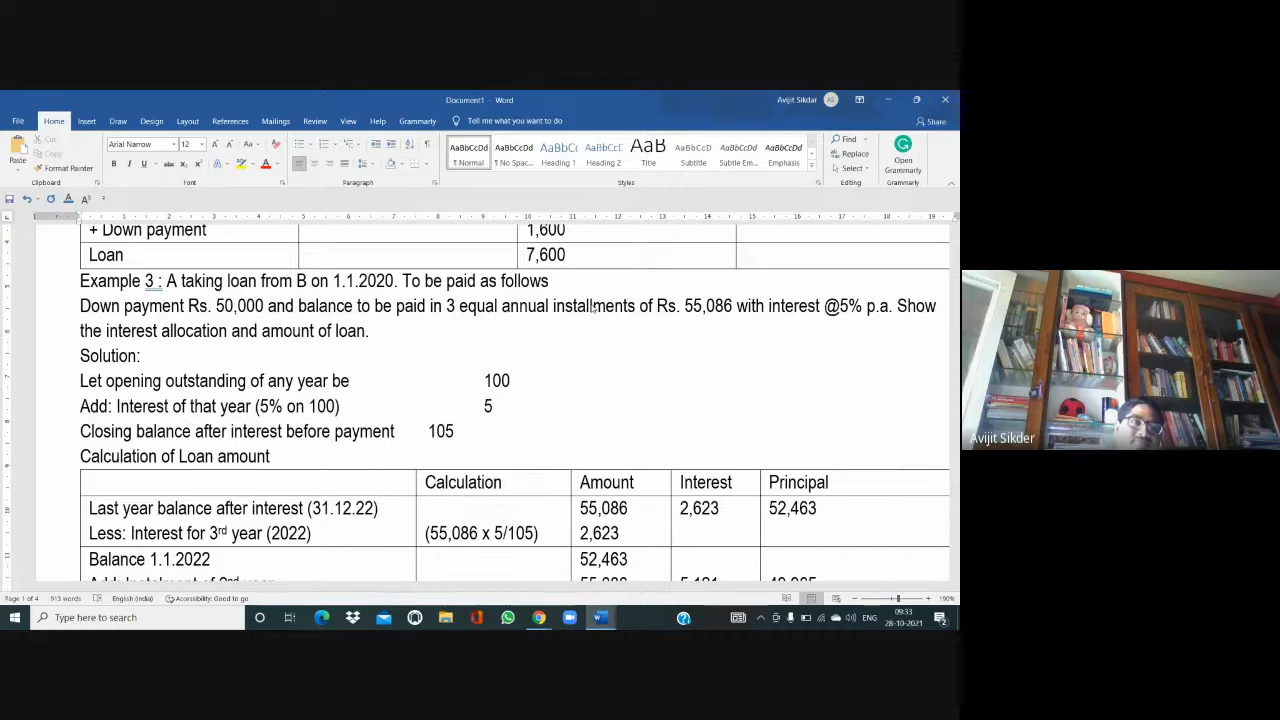 Document1 - Word
Avijit Sikdar AS
File Home Insert Draw Design Layout References Mailings Review View Help Grammarly Tell me what you want to do Share
Paste Cut Copy Format Painter
Arial Narrow 12
AaBbCcDd AaBbCcDd AaBbCc AaBbCcD AaB AaBbCcD AaBbCcDd AaBbCcDd
¶ Normal ¶ No Spac... Heading 1 Heading 2 Title Subtitle Subtle Em... Emphasis
Find Replace Select
Open Grammarly
Clipboard Font Paragraph Styles Editing Grammarly
+ Down payment 1,600
Loan 7,600
Example 3 : A taking loan from B on 1.1.2020. To be paid as follows
Down payment Rs. 50,000 and balance to be paid in 3 equal annual installments of Rs. 55,086 with interest @5% p.a. Show
the interest allocation and amount of loan.
Solution:
Let opening outstanding of any year be 100
Add: Interest of that year (5% on 100) 5
Closing balance after interest before payment 105
Calculation of Loan amount
Calculation Amount Interest Principal
Last year balance after interest (31.12.22) 55,086 2,623 52,463
Less: Interest for 3rd year (2022) (55,086 x 5/105) 2,623
Balance 1.1.2022 52,463
Page 1 of 4 913 words English (India) Accessibility: Good to go 190%
Type here to search
ENG 09:33
28-10-2021
Avijit Sikder